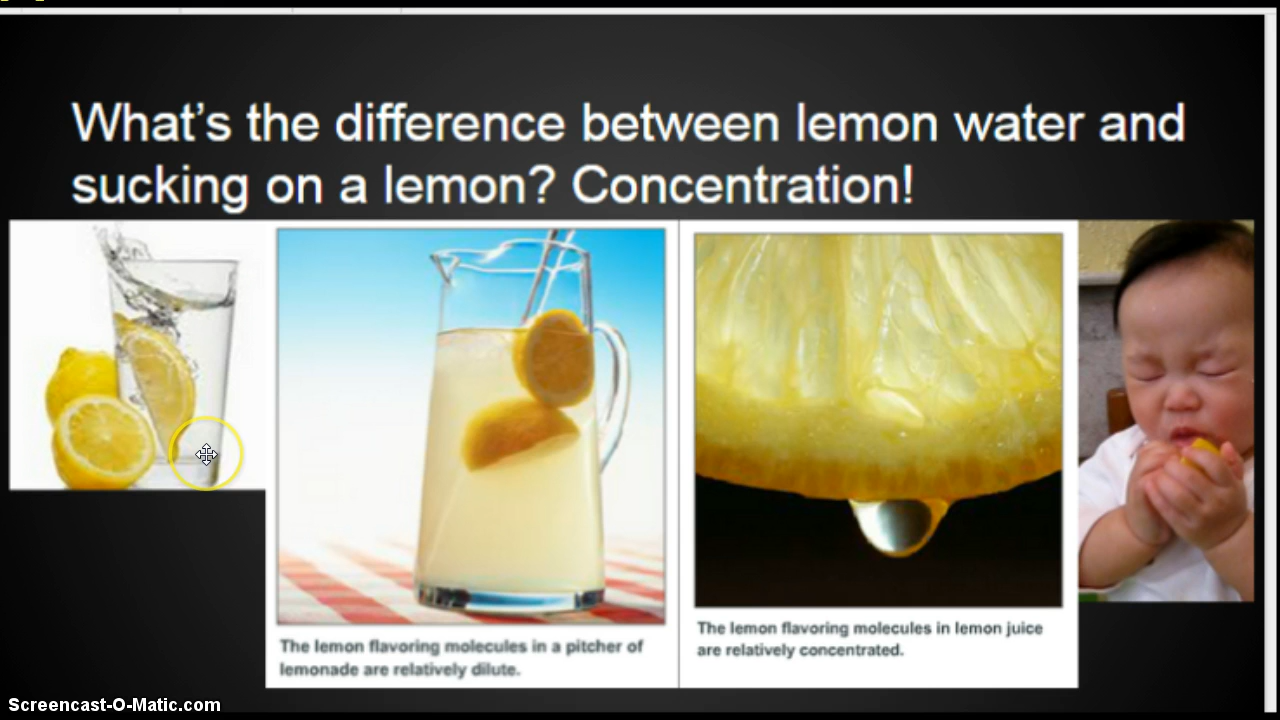 What's the difference between lemon water and
sucking on a lemon? Concentration!
The lemon flavoring molecules in a pitcher of
lemonade are relatively dilute.
The lemon flavoring molecules in lemon juice
are relatively concentrated.
Screencast-O-Matic.com